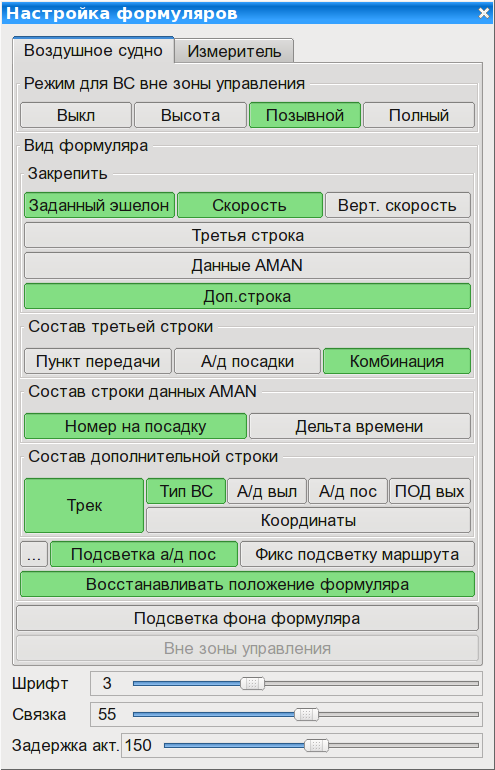 Настройка формуляров
Воздушное судно Измеритель
Режим для ВС вне зоны управления
Выкл Высота Позывной Полный
Вид формуляра
Закрепить
Заданный эшелон Скорость Верт. скорость
Третья строка
Данные AMAN
Доп.строка
Состав третьей строки
Пункт передачи А/д посадки Комбинация
Состав строки данных AMAN
Номер на посадку Дельта времени
Состав дополнительной строки
Трек Тип ВС А/д выл А/д пос ПОД вых
Координаты
... Подсветка а/д пос Фикс подсветку маршрута
Восстанавливать положение формуляра
Подсветка фона формуляра
Вне зоны управления
Шрифт 3
Связка 55
Задержка акт. 150